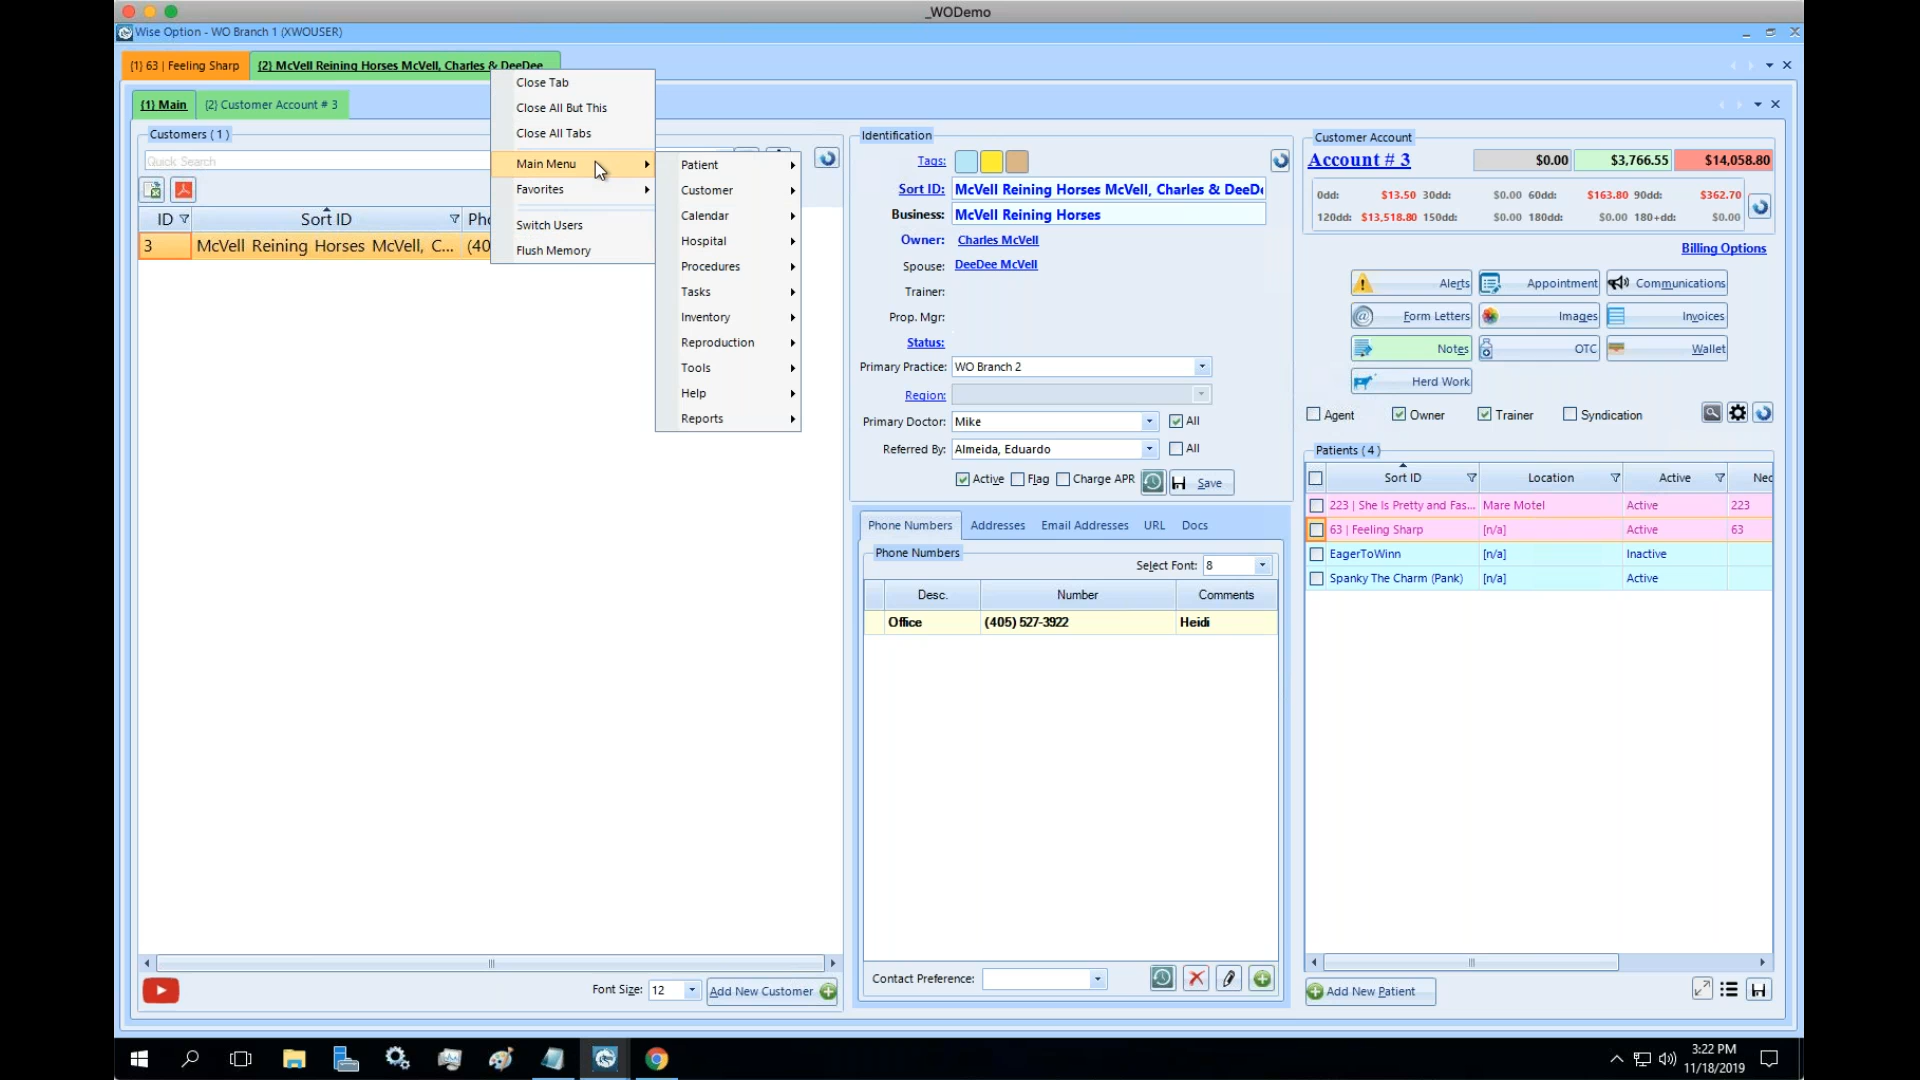 _WODemo
Wise Option - WO Branch 1 (XWOUSER)
{1} 63 | Feeling Sharp
{2} McVell Reining Horses McVell, Charles & DeeDee
{1} Main
{2} Customer Account # 3
Close Tab
Close All But This
Close All Tabs
Main Menu
Favorites
Switch Users
Flush Memory
Patient
Customer
Calendar
Hospital
Procedures
Tasks
Inventory
Reproduction
Tools
Help
Reports
Customers ( 1 )
Quick Search
ID Sort ID
3 McVell Reining Horses McVell, C... (40
Font Size: 12 Add New Customer
Identification
Tags:
Sort ID: McVell Reining Horses McVell, Charles & DeeD
Business: McVell Reining Horses
Owner: Charles McVell
Spouse: DeeDee McVell
Trainer:
Prop. Mgr:
Status:
Primary Practice: WO Branch 2
Region:
Primary Doctor: Mike All
Referred By: Almeida, Eduardo All
Active Flag Charge APR Save
Phone Numbers Addresses Email Addresses URL Docs
Phone Numbers
Select Font: 8
Desc. Number Comments
Office (405) 527-3922 Heidi
Contact Preference:
Customer Account
Account # 3 $0.00 $3,766.55 $14,058.80
0dd: $13.50 30dd: $0.00 60dd: $163.80 90dd: $362.70
120dd: $13,518.80 150dd: $0.00 180dd: $0.00 180+dd: $0.00
Billing Options
Alerts Appointment Communications
Form Letters Images Invoices
Notes OTC Wallet
Herd Work
Agent Owner Trainer Syndication
Patients ( 4 )
Sort ID Location Active
223 | She Is Pretty and Fas... Mare Motel Active 223
63 | Feeling Sharp [n/a] Active 63
EagerToWinn [n/a] Inactive
Spanky The Charm (Pank) [n/a] Active
Add New Patient
3:22 PM
11/18/2019